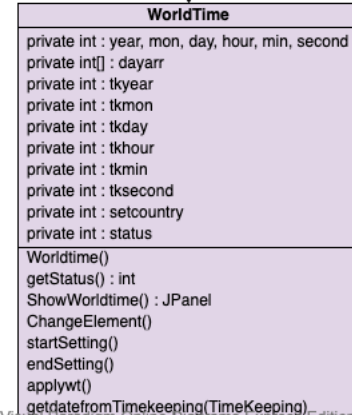 WorldTime
private int : year, mon, day, hour, min, second
private int[] : dayarr
private int : tkyear
private int : tkmon
private int : tkday
private int : tkhour
private int : tkmin
private int : tksecond
private int : setcountry
private int : status
Worldtime()
getStatus() : int
ShowWorldtime() : JPanel
ChangeElement()
startSetting()
endSetting()
applywt()
getdatefromTimekeeping(TimeKeeping)